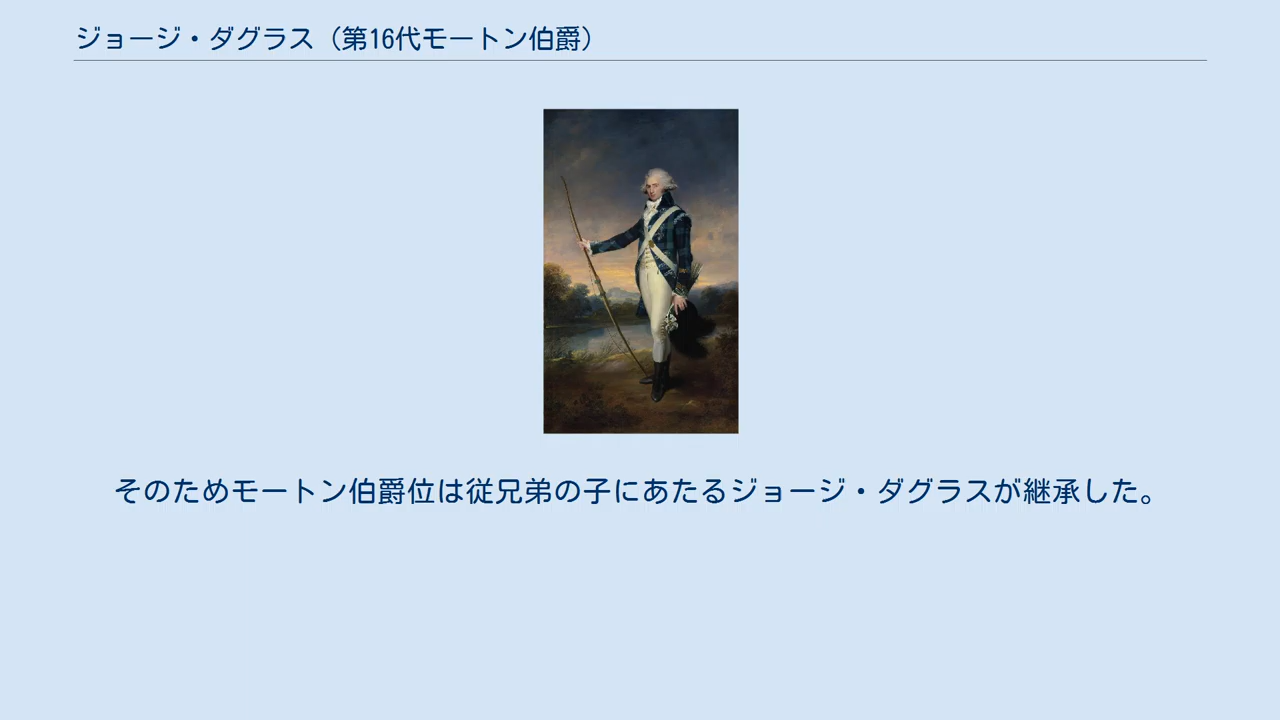 ジョージ・ダグラス（第16代モートン伯爵）
そのためモートン伯爵位は従兄弟の子にあたるジョージ・ダグラスが継承した。